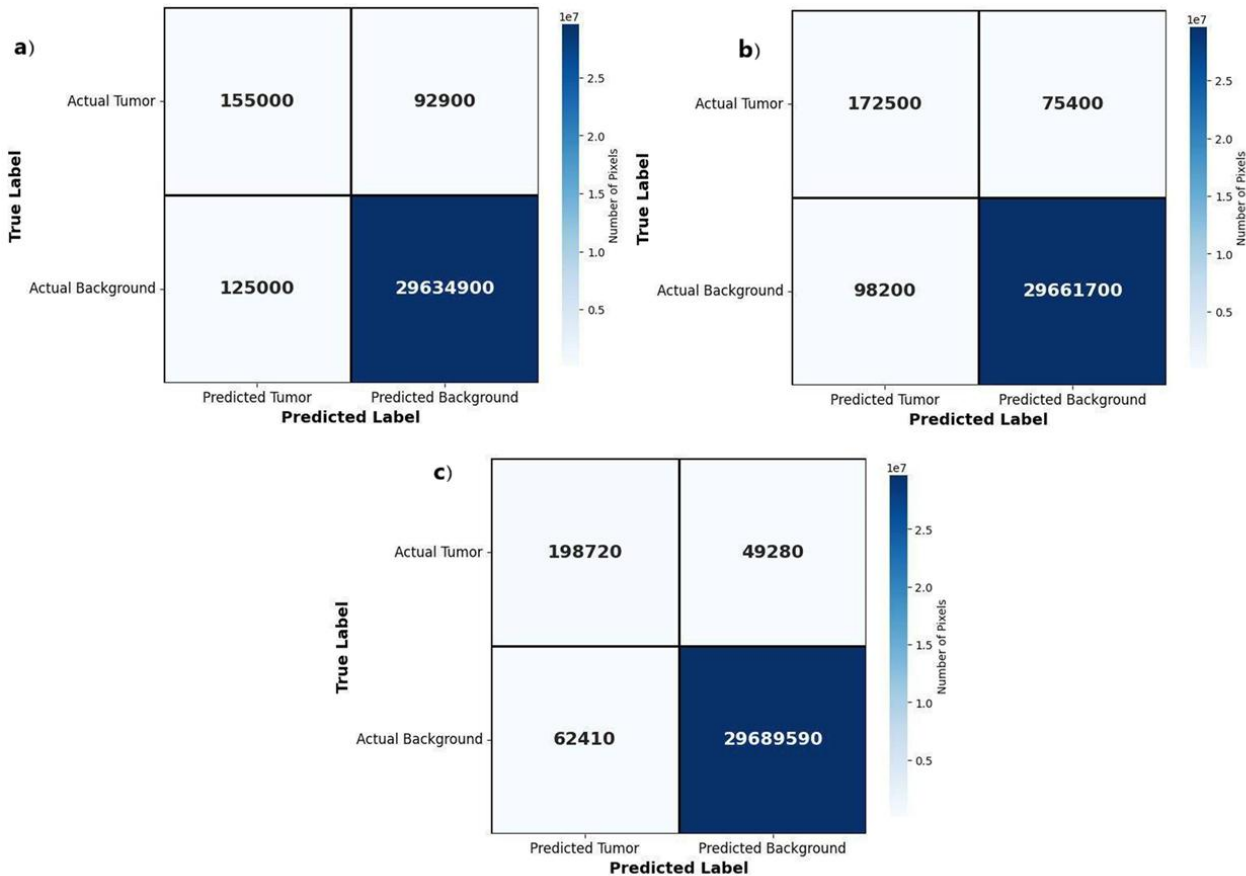 a)
1e7
Actual Tumor
155000
92900
Actual Background
125000
29634900
Predicted Tumor
Predicted Background
Predicted Label
True Label
2.5
2.0
1.5
1.0
0.5
Number of Pixels
b)
1e7
Actual Tumor
172500
75400
Actual Background
98200
29661700
Predicted Tumor
Predicted Background
Predicted Label
True Label
2.5
2.0
1.5
1.0
0.5
Number of Pixels
c)
1e7
Actual Tumor
198720
49280
Actual Background
62410
29689590
Predicted Tumor
Predicted Background
Predicted Label
True Label
2.5
2.0
1.5
1.0
0.5
Number of Pixels